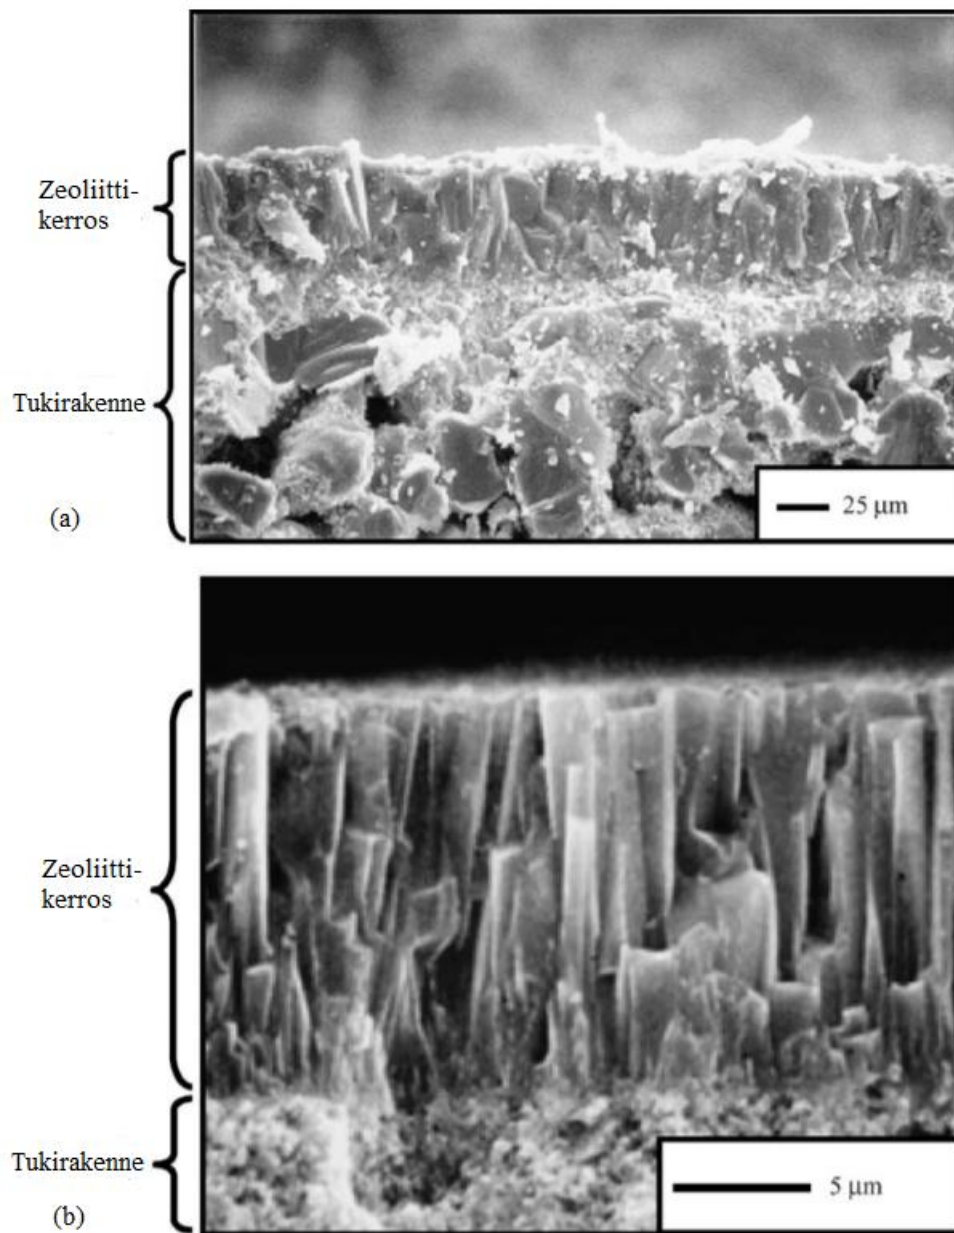 Zeoliitti-
kerros
Tukirakenne
(a)
25 µm
Zeoliitti-
kerros
Tukirakenne
(b)
5 µm